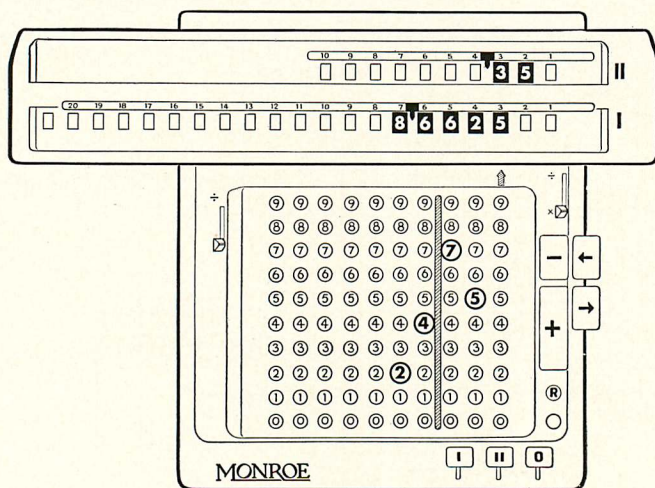 10 9 8 7 6 5 4 3 2 1
3 5 II
20 19 18 17 16 15 14 13 12 11 10 9 8 7 6 5 4 3 2 1
8 6 6 2 5 I
÷ ÷
9 9 9 9 9 9 9 9 9 9 ×
8 8 8 8 8 8 8 8 8 8
7 7 7 7 7 7 7 7 7 7 − ←
6 6 6 6 6 6 6 6 6 6
5 5 5 5 5 5 5 5 5 5 →
4 4 4 4 4 4 4 4 4 4 +
3 3 3 3 3 3 3 3 3 3
2 2 2 2 2 2 2 2 2 2
1 1 1 1 1 1 1 1 1 1 R
0 0 0 0 0 0 0 0 0 0
MONROE I II 0